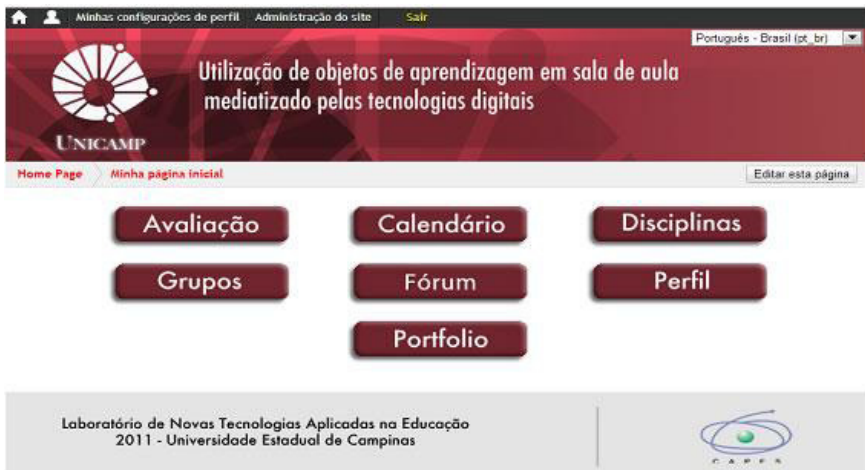 Minhas configurações de perfil Administração do site Sair
Português - Brasil (pt_br)
Utilização de objetos de aprendizagem em sala de aula
mediatizado pelas tecnologias digitais
UNICAMP
Home Page Minha página inicial Editar esta página
Avaliação Calendário Disciplinas
Grupos Fórum Perfil
Portfolio
Laboratório de Novas Tecnologias Aplicadas na Educação
2011 - Universidade Estadual de Campinas
CAPES